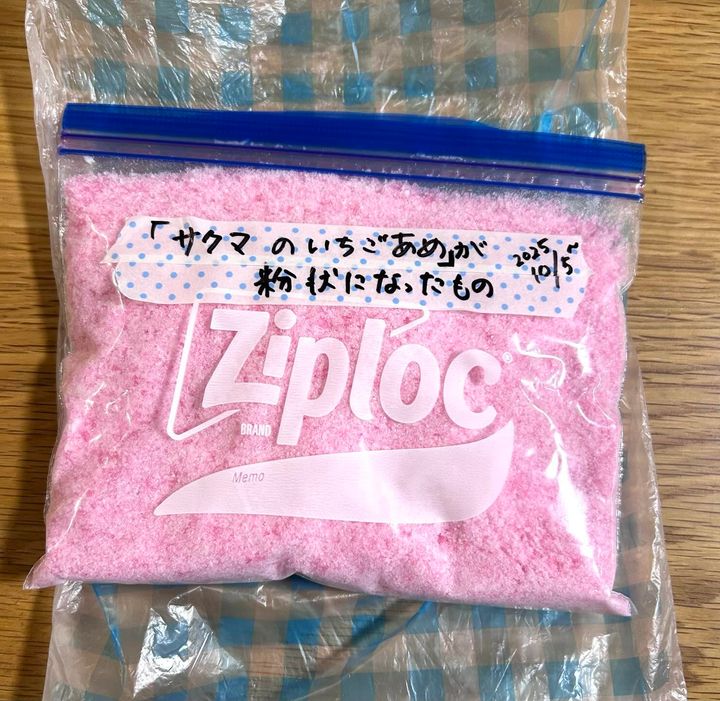 「サクマ のいちごあめ」が
2025
10/5~
粉状になったもの
Ziploc®
BRAND
Memo